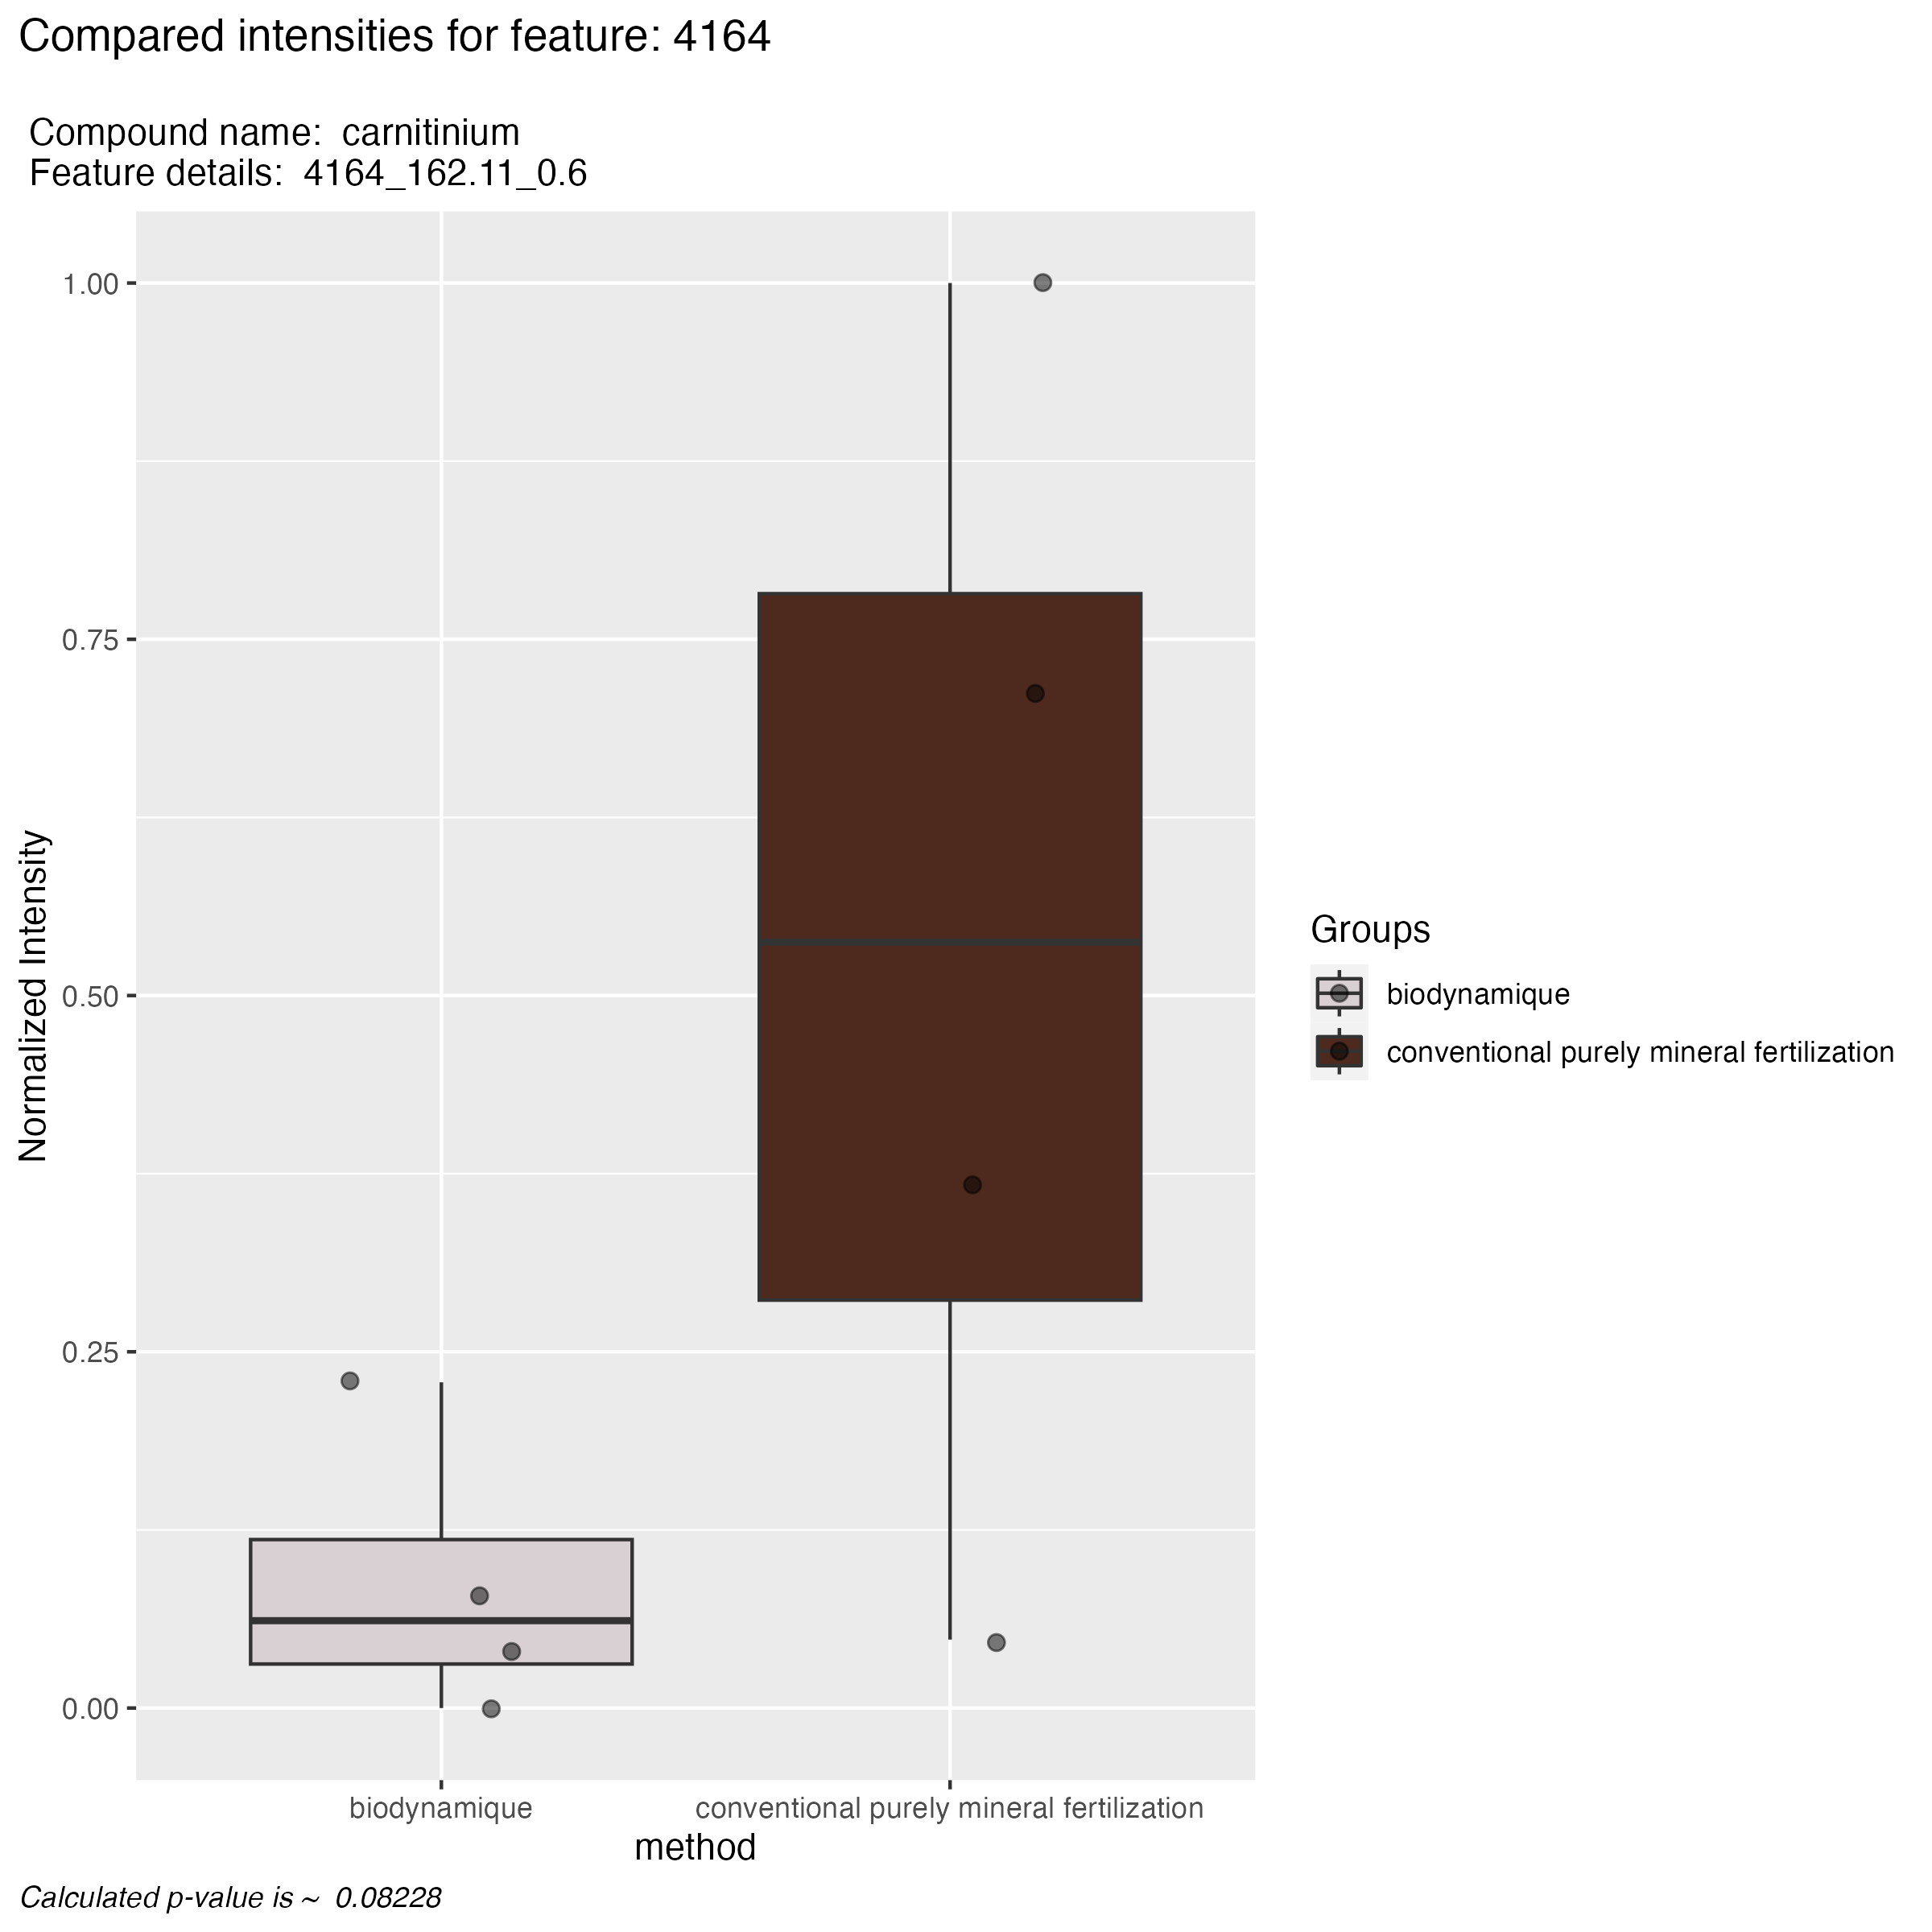 Compared intensities for feature: 4164
Compound name:  carnitinium
Feature details:  4164_162.11_0.6
1.00
0.75
0.50
0.25
0.00
Normalized Intensity
biodynamique
conventional purely mineral fertilization
method
Groups
biodynamique
conventional purely mineral fertilization
Calculated p-value is ~  0.08228